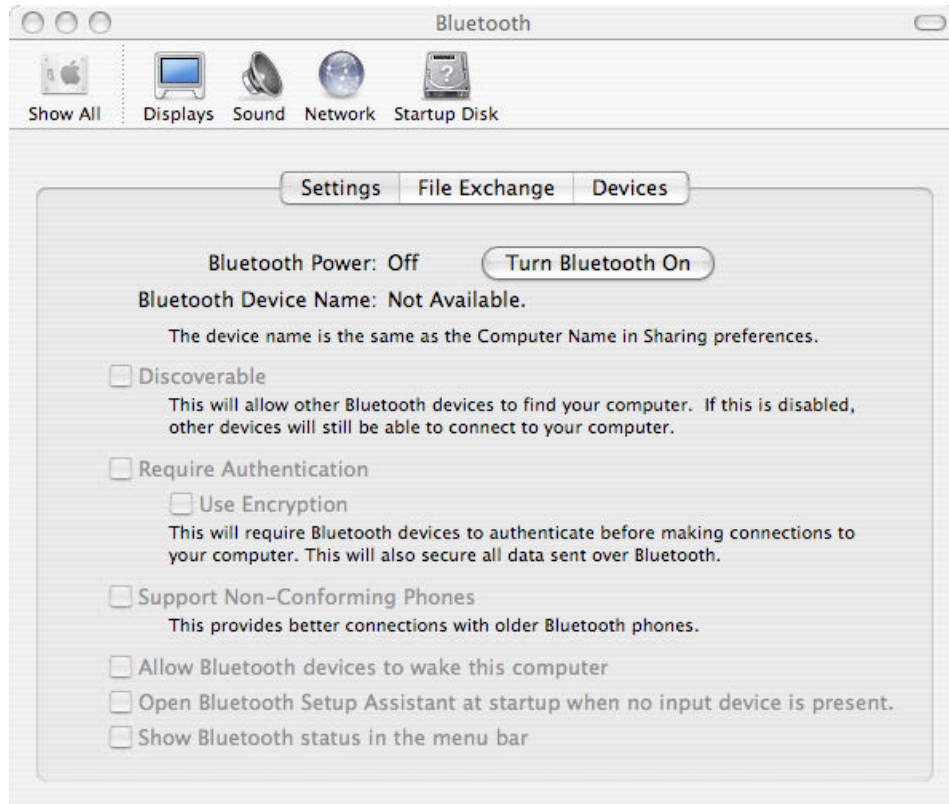 Bluetooth
Show All Displays Sound Network Startup Disk
Settings File Exchange Devices
Bluetooth Power: Off Turn Bluetooth On
Bluetooth Device Name: Not Available.
The device name is the same as the Computer Name in Sharing preferences.
Discoverable
This will allow other Bluetooth devices to find your computer. If this is disabled,
other devices will still be able to connect to your computer.
Require Authentication
Use Encryption
This will require Bluetooth devices to authenticate before making connections to
your computer. This will also secure all data sent over Bluetooth.
Support Non-Conforming Phones
This provides better connections with older Bluetooth phones.
Allow Bluetooth devices to wake this computer
Open Bluetooth Setup Assistant at startup when no input device is present.
Show Bluetooth status in the menu bar